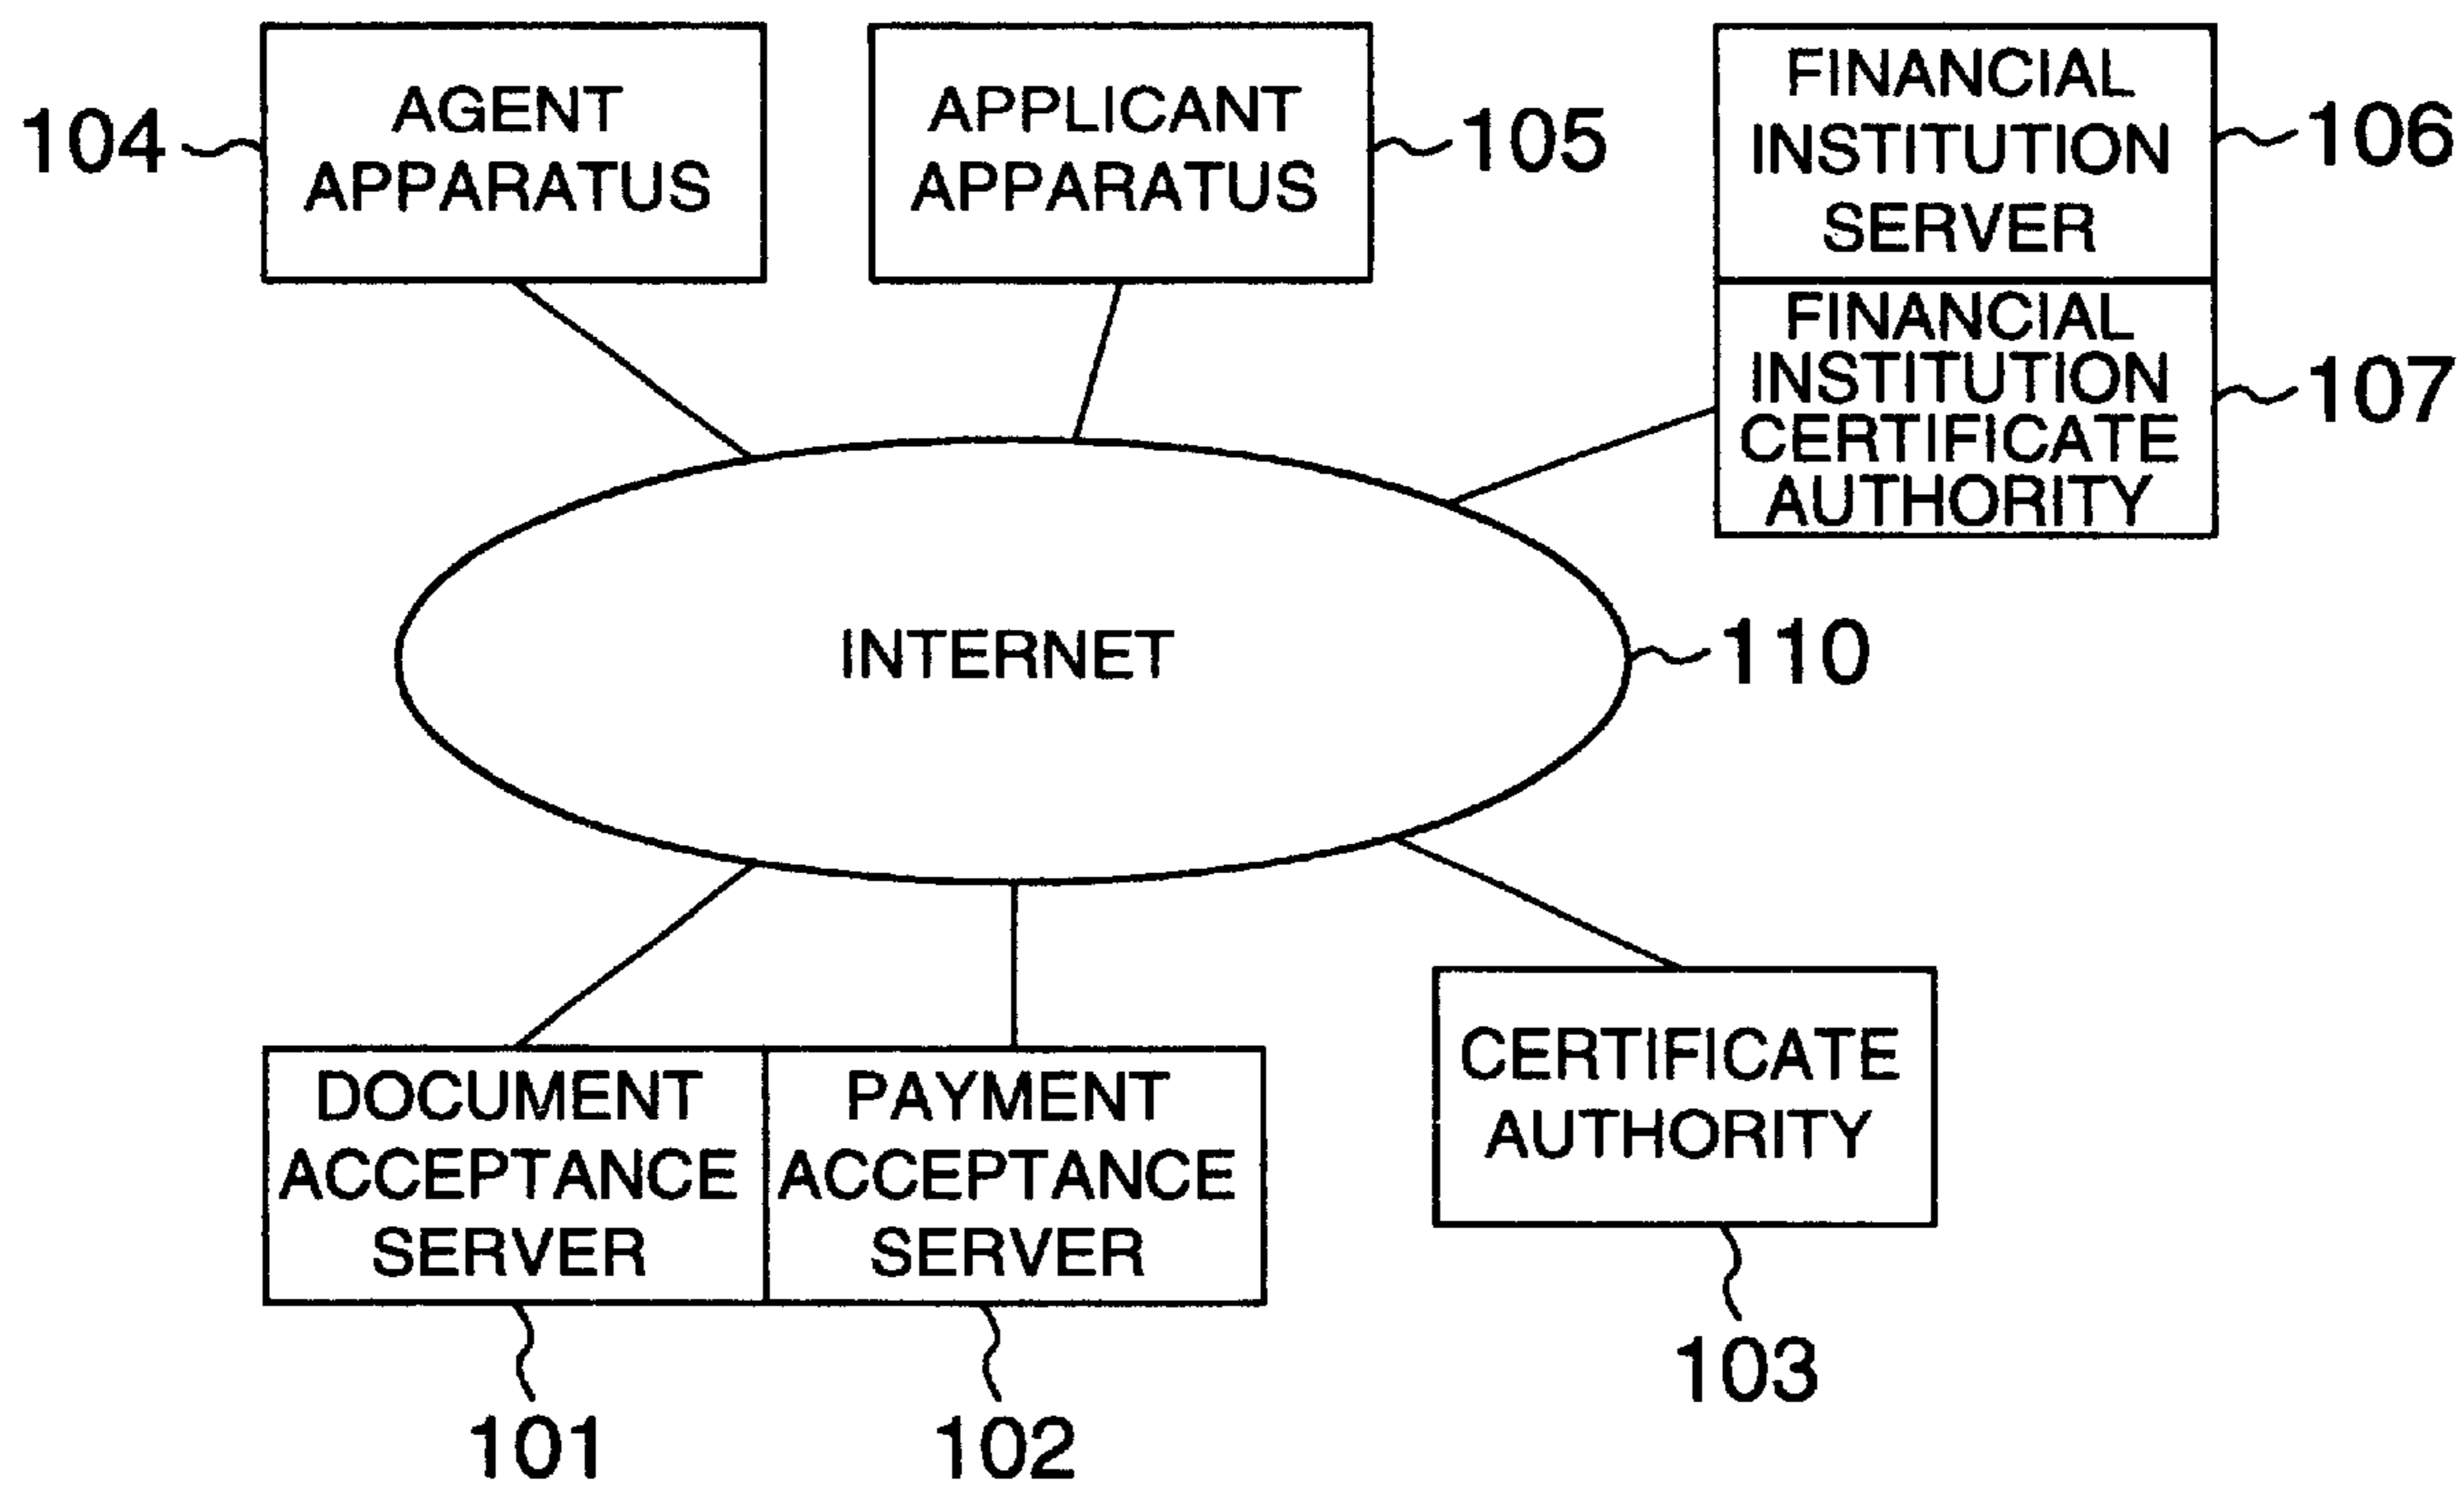 104
AGENT
APPARATUS
APPLICANT
APPARATUS
105
FINANCIAL
INSTITUTION
SERVER
106
FINANCIAL
INSTITUTION
CERTIFICATE
AUTHORITY
107
INTERNET
110
DOCUMENT
ACCEPTANCE
SERVER
101
PAYMENT
ACCEPTANCE
SERVER
102
CERTIFICATE
AUTHORITY
103